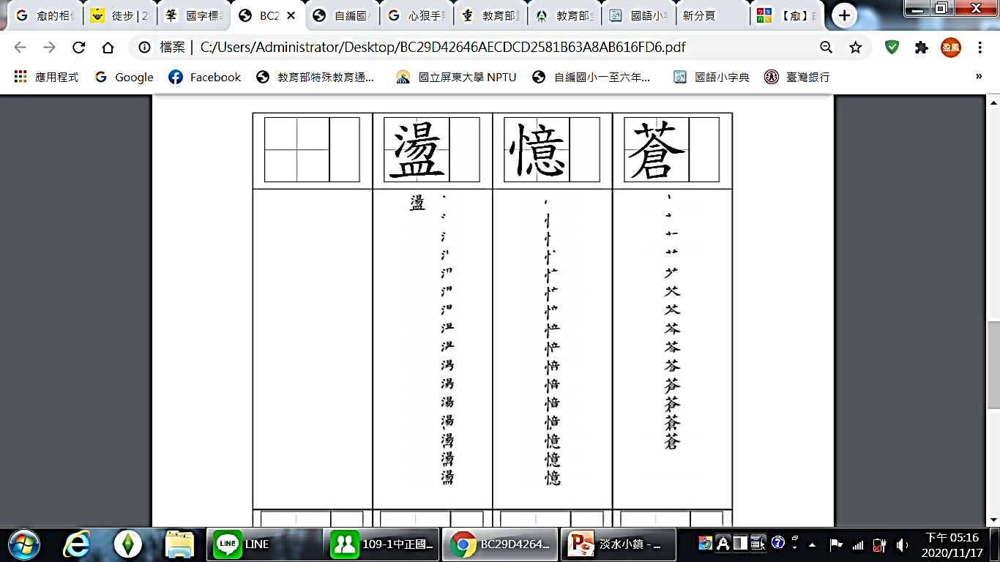 愈的相
徒步 | 2
國字標
BC2
自編國
心狠手
教育部
教育部
國語小
新分頁
【愈】
檔案 | C:/Users/Administrator/Desktop/BC29D42646AECDCD2581B63A8AB616FD6.pdf
盈鳳
應用程式
Google
Facebook
教育部特殊教育通...
國立屏東大學 NPTU
自編國小一至六年...
國語小字典
臺灣銀行
»
盪 憶 蒼
盪
LINE
109-1中正國...
BC29D4264...
淡水小鎮 - ...
下午 05:16
2020/11/17